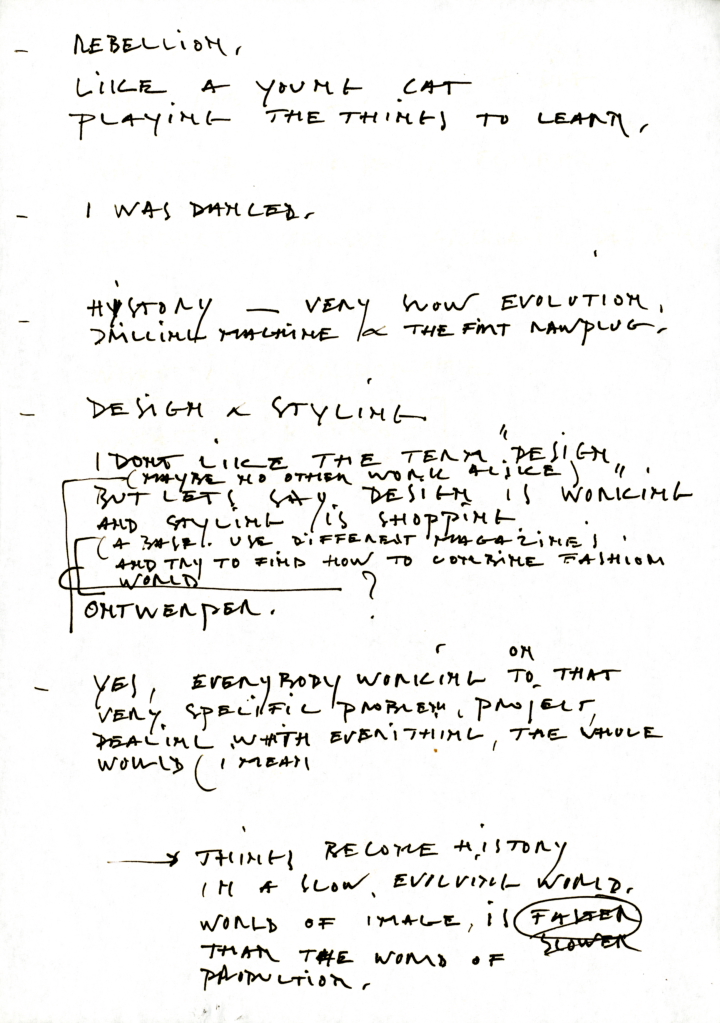 – REBELLION.
LIKE A YOUNG CAT
PLAYING THE THINGS TO LEARN.
– I WAS DANCED.
– HYSTORY — VERY SLOW EVOLUTION.
DRILLING MACHINE & THE FIRST RAWPLUG.
– DESIGN & STYLING
I DONT LIKE THE TERM "DESIGN"
(MAYBE NO OTHER WORK ALIKE)
BUT LETS SAY DESIGN IS WORKING
AND STYLING IS SHOPPING
(A BASE. USE DIFFERENT MAGAZINES
AND TRY TO FIND HOW TO COMBINE FASHION
WORLD ?
ONTWERPER.
ON
– YES, EVERYBODY WORKING TO THAT
VERY SPECIFIC PROBLEM, PROJECT,
DEALING WITH EVERITHING, THE WHOLE
WORLD (I MEAN
→ THINGS BECOME HISTORY
IN A SLOW, EVOLVING WORLD.
WORLD OF IMAGE, IS FASTER
SLOWER
THAN THE WORLD OF
PRODUCTION.